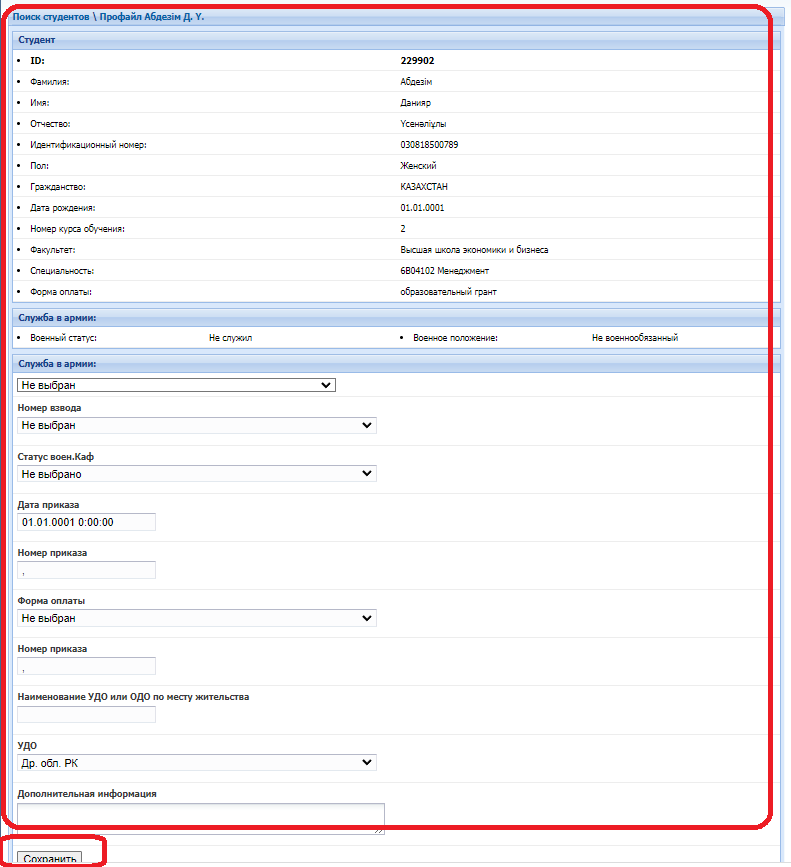 Поиск студентов \ Профайл Абдезім Д. Ү.
Студент
ID: 229902
Фамилия: Абдезім
Имя: Данияр
Отчество: Үсенәліұлы
Идентификационный номер: 030818500789
Пол: Женский
Гражданство: КАЗАХСТАН
Дата рождения: 01.01.0001
Номер курса обучения: 2
Факультет: Высшая школа экономики и бизнеса
Специальность: 6B04102 Менеджмент
Форма оплаты: образовательный грант
Служба в армии:
Военный статус: Не служил Военное положение: Не военнообязанный
Служба в армии:
Не выбран
Номер взвода
Не выбран
Статус воен.Каф
Не выбрано
Дата приказа
01.01.0001 0:00:00
Номер приказа
,
Форма оплаты
Не выбран
Номер приказа
,
Наименование УДО или ОДО по месту жительства
УДО
Др. обл. РК
Дополнительная информация
Сохранить